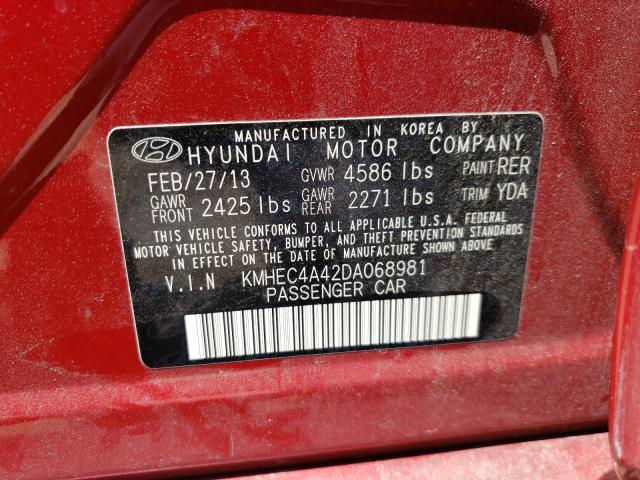 MANUFACTURED IN KOREA BY
HYUNDAI MOTOR COMPANY
FEB/27/13 GVWR 4586 lbs PAINT RER
GAWR FRONT 2425 lbs GAWR REAR 2271 lbs TRIM YDA
THIS VEHICLE CONFORMS TO ALL APPLICABLE U.S.A. FEDERAL
MOTOR VEHICLE SAFETY, BUMPER, AND THEFT PREVENTION STANDARDS
IN EFFECT ON THE DATE OF MANUFACTURE SHOWN ABOVE.
V.I.N KMHEC4A42DA068981
PASSENGER CAR